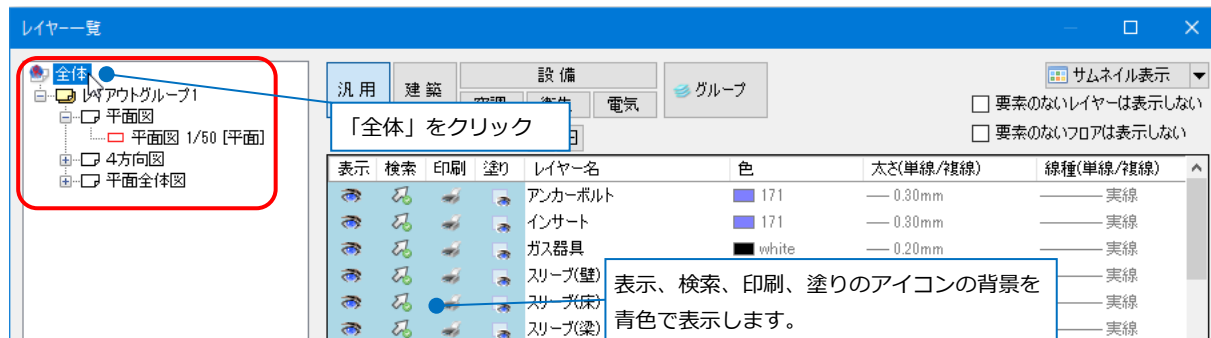 レイヤー一覧
全体
レイアウトグループ1
平面図
平面図 1/50 [平面]
4方向図
平面全体図
「全体」をクリック
汎用
建築
設備
電気
グループ
サムネイル表示
要素のないレイヤーは表示しない
要素のないフロアは表示しない
表示 検索 印刷 塗り レイヤー名 色 太さ(単線/複線) 線種(単線/複線)
アンカーボルト 171 0.30mm 実線
インサート 171 0.30mm 実線
ガス器具 white 0.20mm 実線
スリーブ(壁) 実線
スリーブ(床) 実線
スリーブ(梁) 実線
表示、検索、印刷、塗りのアイコンの背景を
青色で表示します。